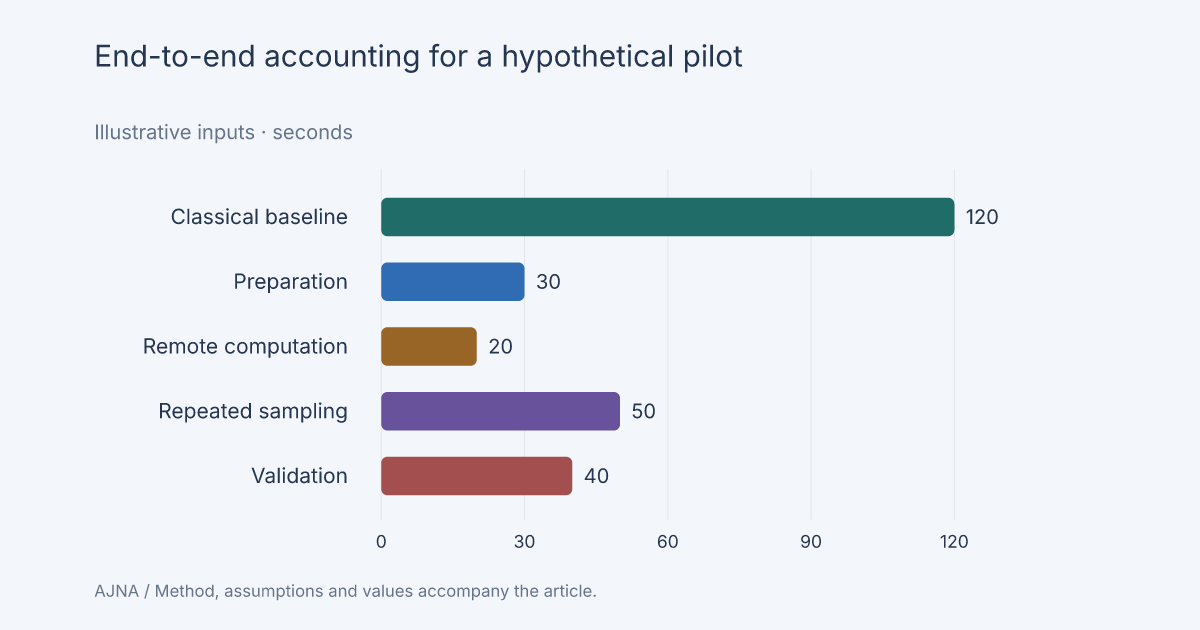 End-to-end accounting for a hypothetical pilot
Illustrative inputs · seconds
Classical baseline 120
Preparation 30
Remote computation 20
Repeated sampling 50
Validation 40
0 30 60 90 120
AJNA / Method, assumptions and values accompany the article.